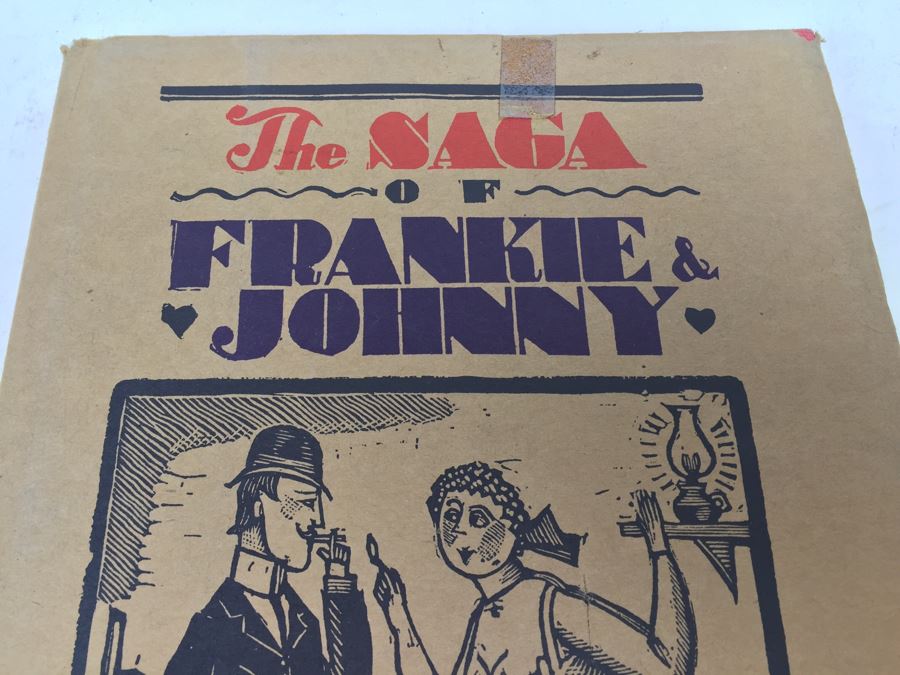 The SAGA
OF
FRANKIE &
JOHNNY